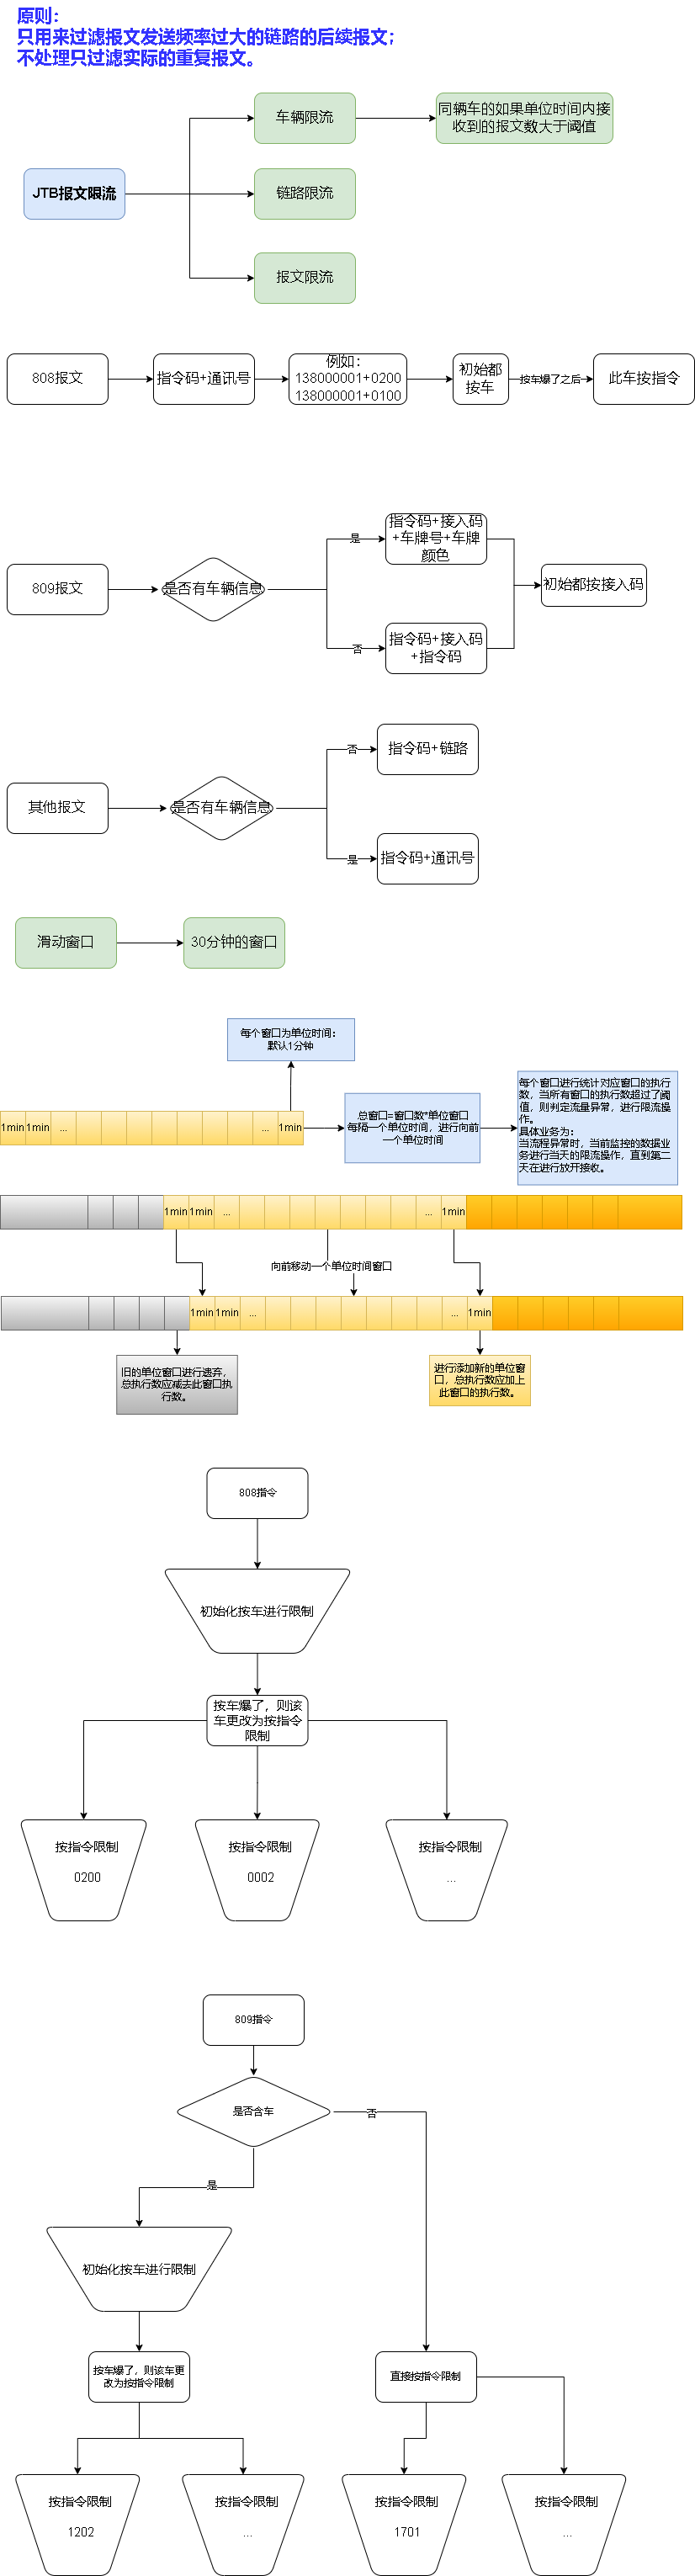 原则：
只用来过滤报文发送频率过大的链路的后续报文；
不处理只过滤实际的重复报文。
车辆限流
同辆车的如果单位时间内接
收到的报文数大于阈值
JTB报文限流
链路限流
报文限流
808报文
指令码+通讯号
例如：
138000001+0200
138000001+0100
初始都
按车
按车爆了之后
此车按指令
809报文
是否有车辆信息
是
指令码+接入码
+车牌号+车牌
颜色
否
指令码+接入码
+指令码
初始都按接入码
其他报文
是否有车辆信息
否
指令码+链路
是
指令码+通讯号
滑动窗口
30分钟的窗口
每个窗口为单位时间：
默认1分钟
1min 1min ... ... 1min
总窗口=窗口数*单位窗口
每隔一个单位时间，进行向前
一个单位时间
每个窗口进行统计对应窗口的执行
数，当所有窗口的执行数超过了阈
值，则判定流量异常，进行限流操
作。
具体业务为：
当流程异常时，当前监控的数据业
务进行当天的限流操作，直到第二
天在进行放开接收。
1min 1min ... ... 1min
向前移动一个单位时间窗口
1min 1min ... ... 1min
旧的单位窗口进行遗弃，
总执行数应减去此窗口执
行数。
进行添加新的单位窗
口，总执行数应加上
此窗口的执行数。
808指令
初始化按车进行限制
按车爆了，则该
车更改为按指令
限制
按指令限制
0200
按指令限制
0002
按指令限制
...
809指令
是否含车
否
是
初始化按车进行限制
按车爆了，则该车更
改为按指令限制
直接按指令限制
按指令限制
1202
按指令限制
...
按指令限制
1701
按指令限制
...